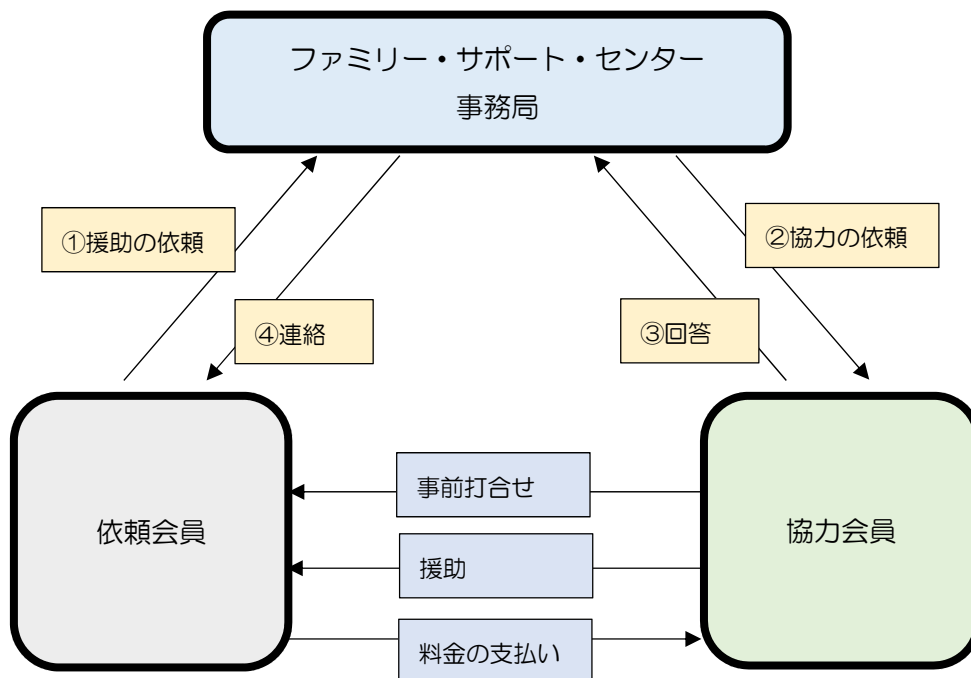 ファミリー・サポート・センター
事務局
①援助の依頼
②協力の依頼
④連絡
③回答
事前打合せ
依頼会員
協力会員
援助
料金の支払い